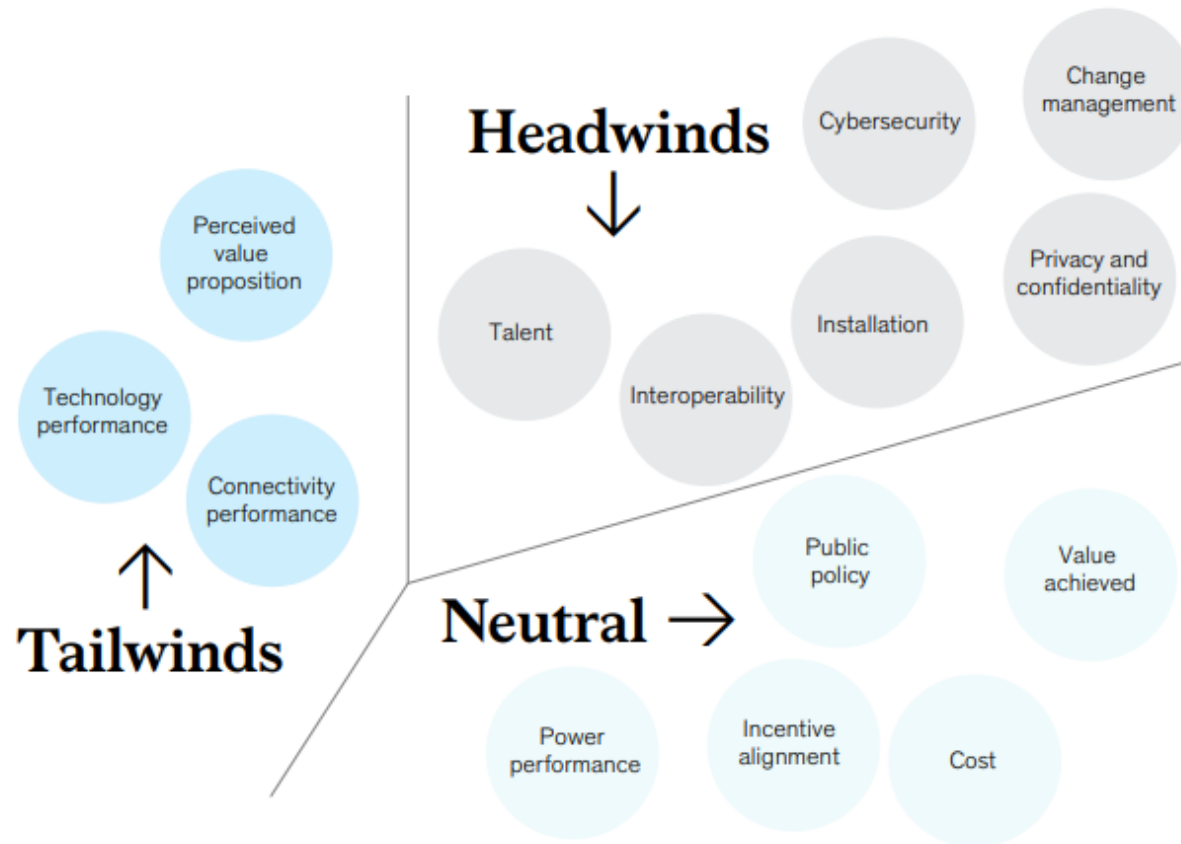 Headwinds
Cybersecurity
Change
management
Talent
Interoperability
Installation
Privacy and
confidentiality
Perceived
value
proposition
Technology
performance
Connectivity
performance
Tailwinds
Neutral
Public
policy
Value
achieved
Power
performance
Incentive
alignment
Cost